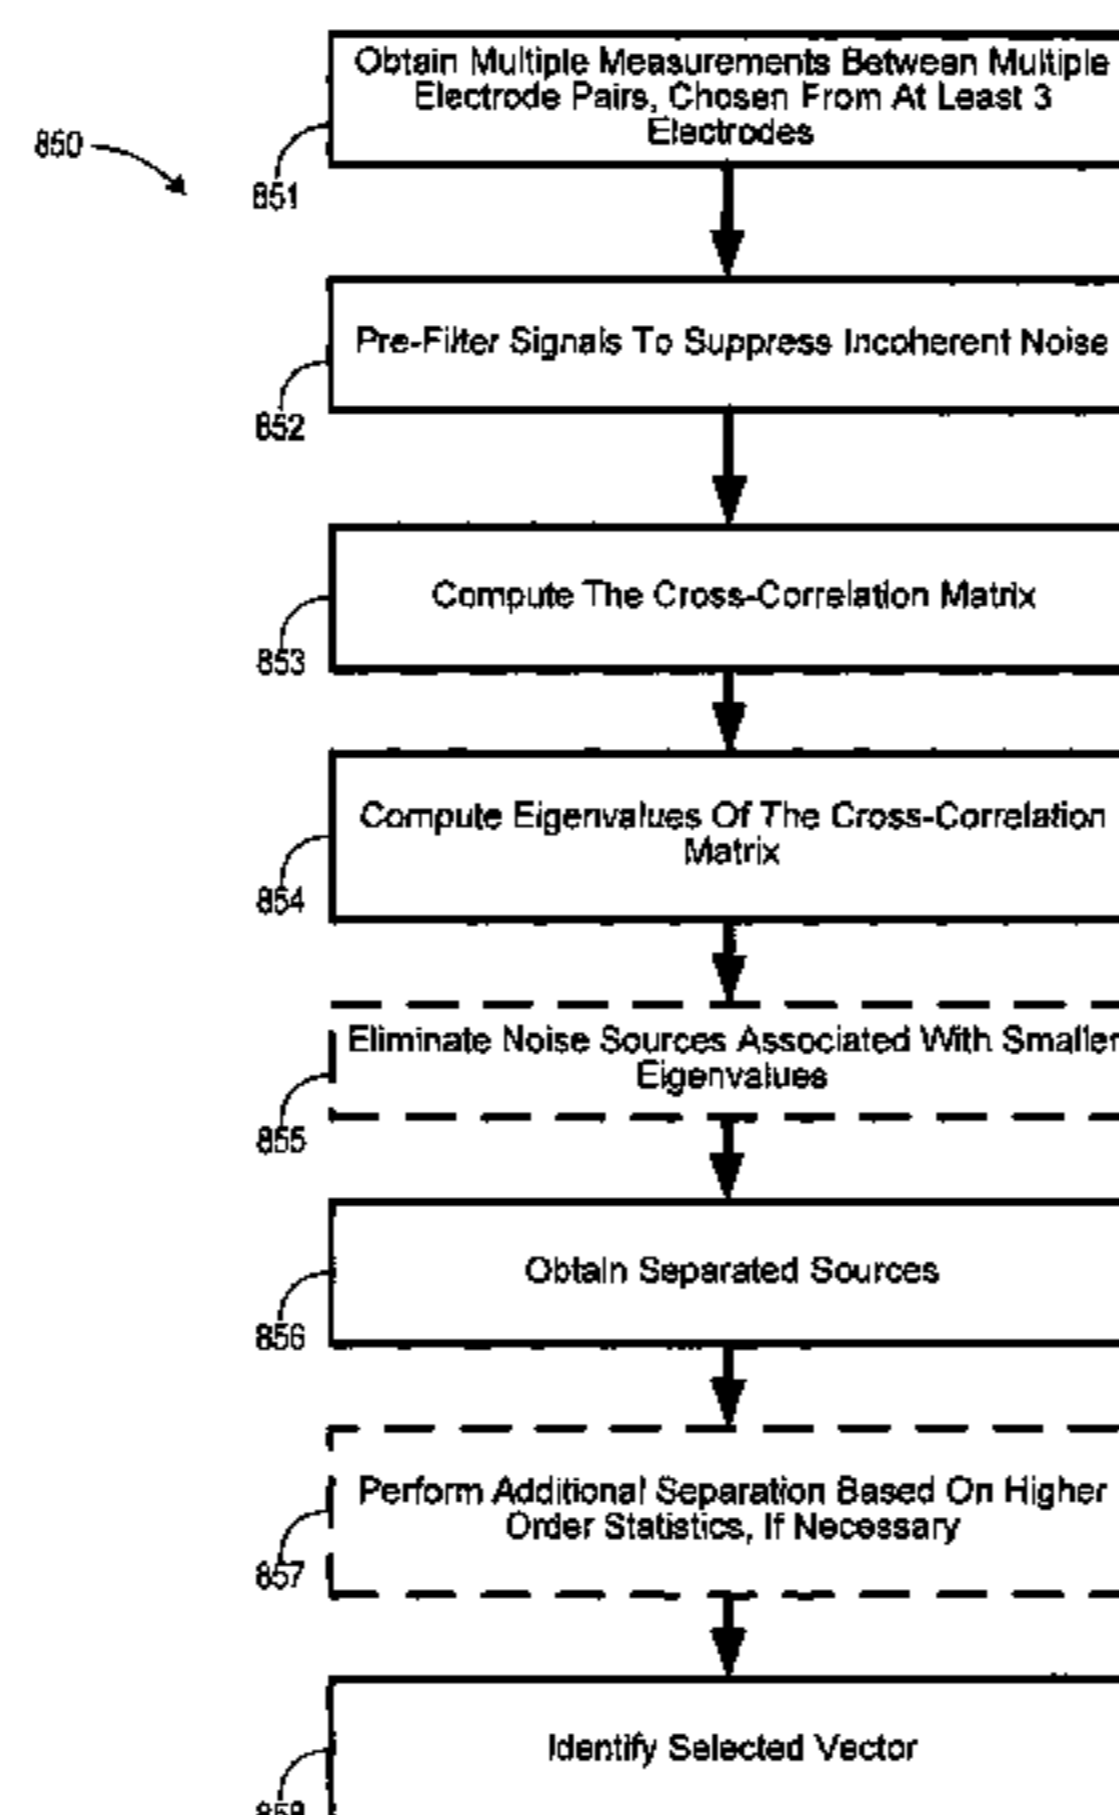 Obtain Multiple Measurements Between Multiple
Electrode Pairs, Chosen From At Least 3
Electrodes
850
851
Pre-Filter Signals To Suppress Incoherent Noise
852
Compute The Cross-Correlation Matrix
853
Compute Eigenvalues Of The Cross-Correlation
Matrix
854
Eliminate Noise Sources Associated With Smaller
Eigenvalues
855
Obtain Separated Sources
856
Perform Additional Separation Based On Higher
Order Statistics, If Necessary
857
Identify Selected Vector